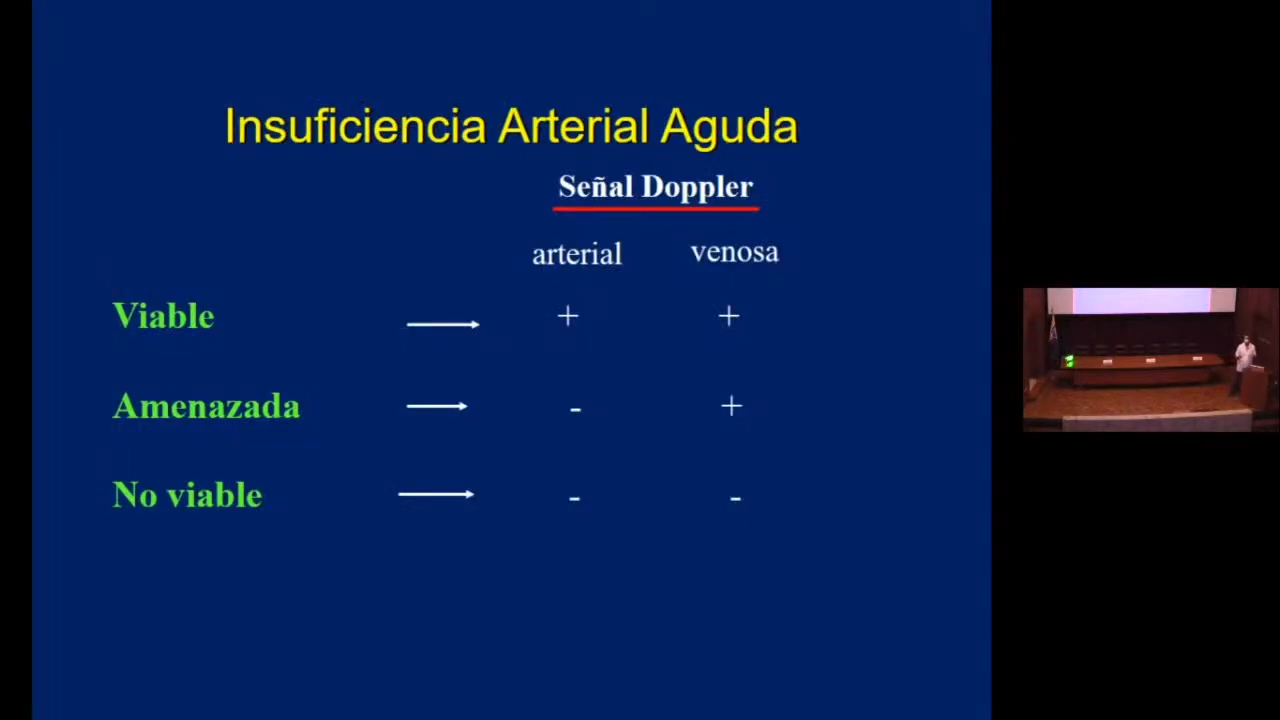 Insuficiencia Arterial Aguda
Señal Doppler
arterial venosa
Viable + +
Amenazada - +
No viable - -